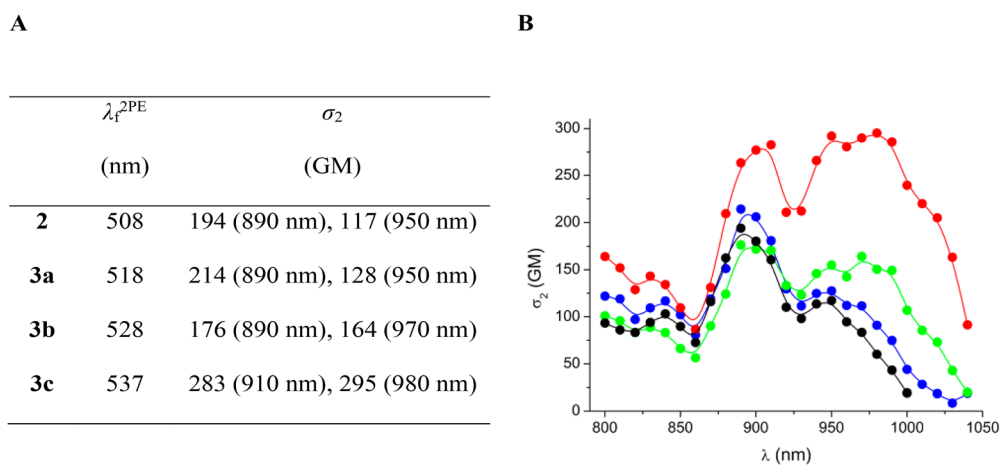 A
B
λf2PE σ2
(nm) (GM)
2 508 194 (890 nm), 117 (950 nm)
3a 518 214 (890 nm), 128 (950 nm)
3b 528 176 (890 nm), 164 (970 nm)
3c 537 283 (910 nm), 295 (980 nm)
300
250
200
150
100
50
0
σ2 (GM)
800 850 900 950 1000 1050
λ (nm)